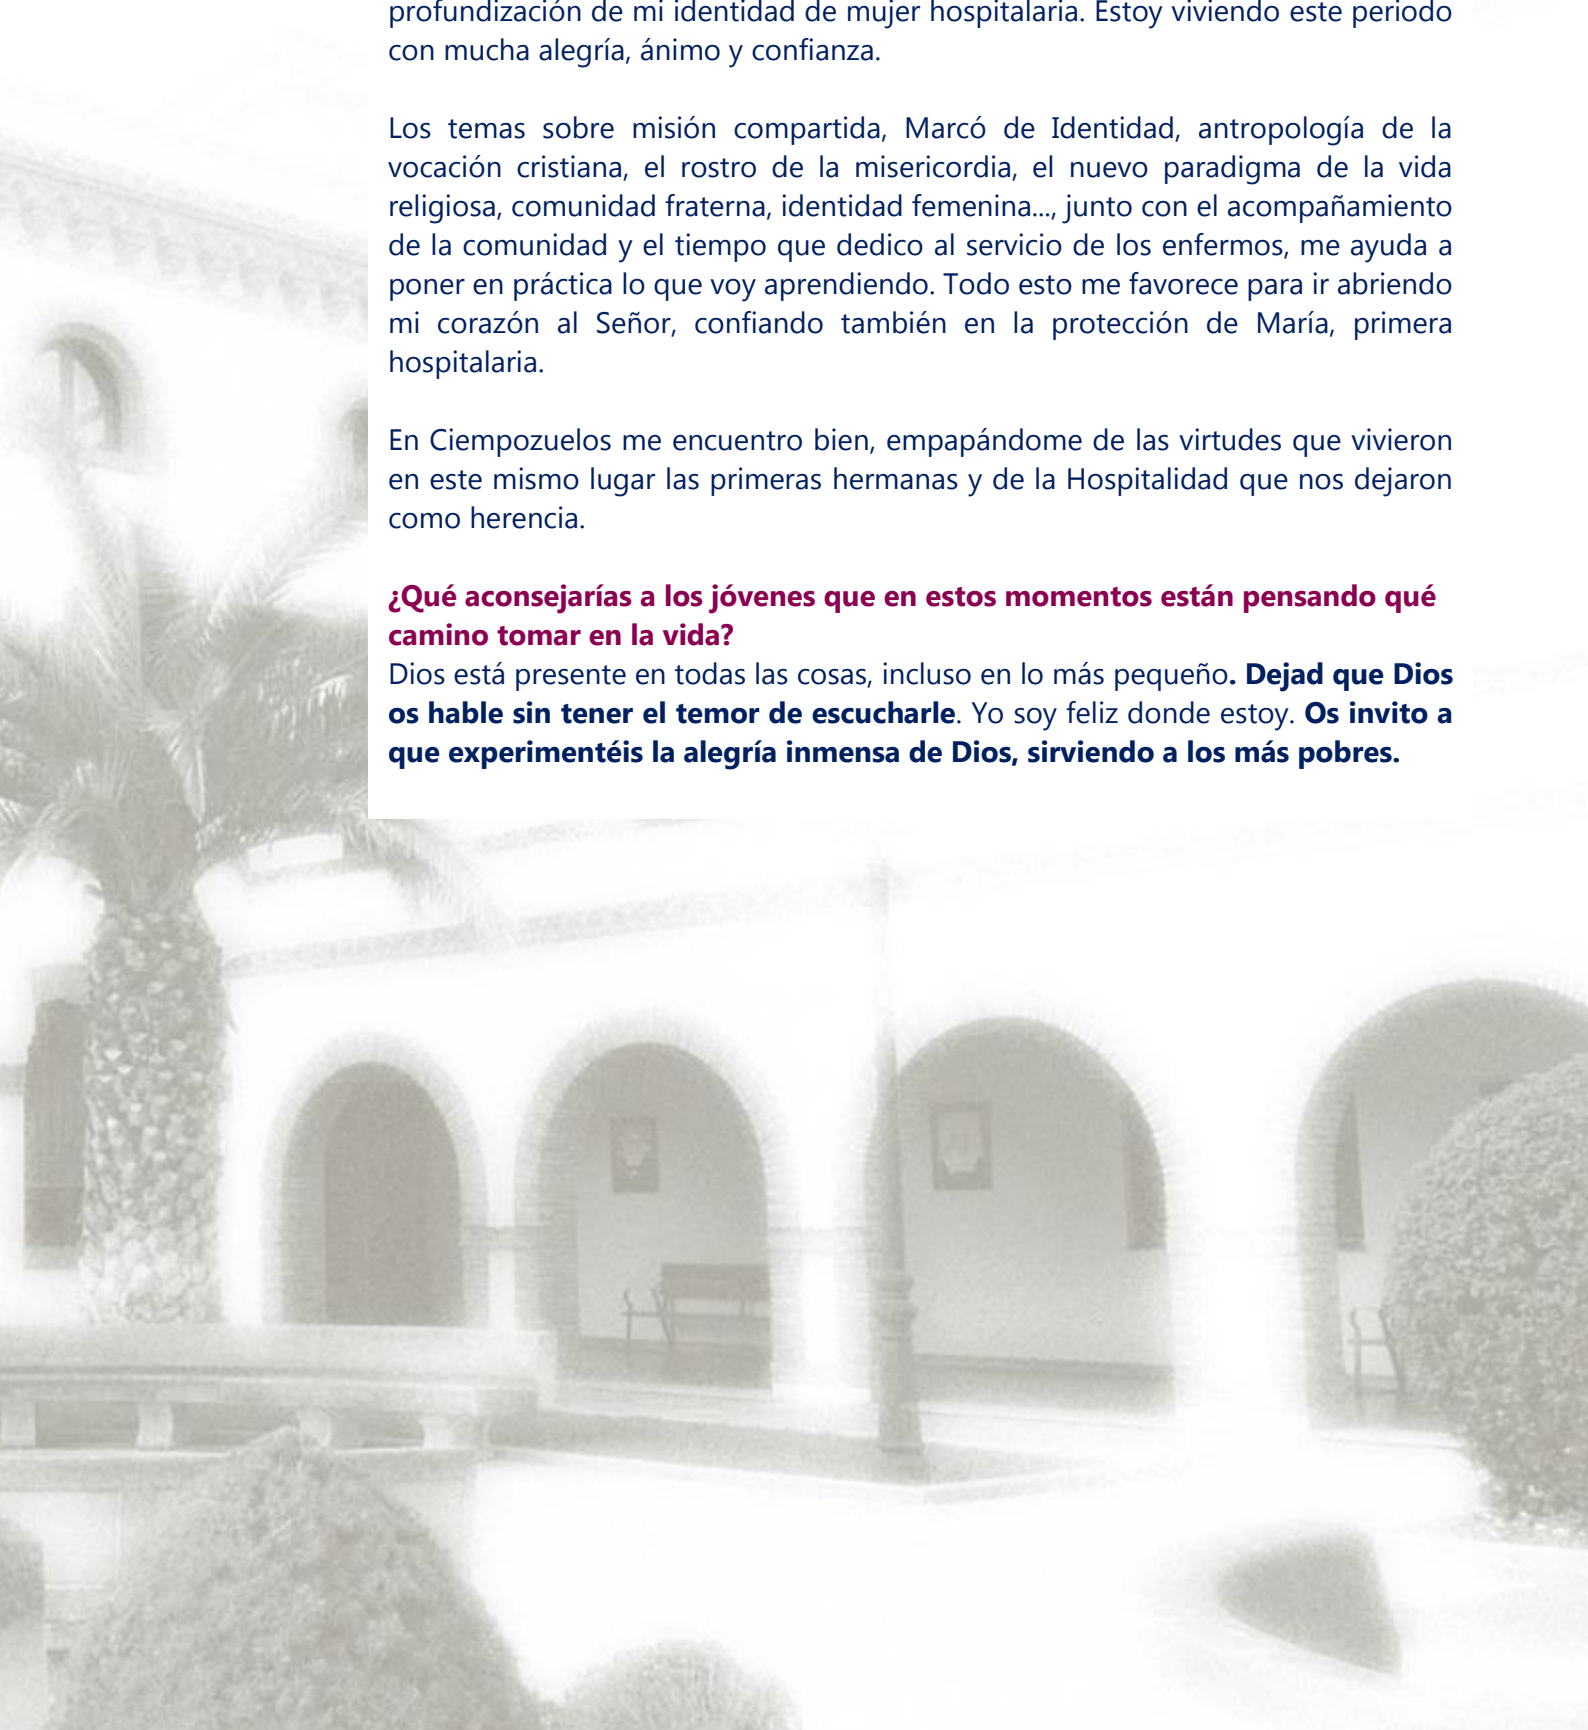 profundización de mi identidad de mujer hospitalaria. Estoy viviendo este periodo
con mucha alegría, ánimo y confianza.
Los temas sobre misión compartida, Marcó de Identidad, antropología de la
vocación cristiana, el rostro de la misericordia, el nuevo paradigma de la vida
religiosa, comunidad fraterna, identidad femenina..., junto con el acompañamiento
de la comunidad y el tiempo que dedico al servicio de los enfermos, me ayuda a
poner en práctica lo que voy aprendiendo. Todo esto me favorece para ir abriendo
mi corazón al Señor, confiando también en la protección de María, primera
hospitalaria.
En Ciempozuelos me encuentro bien, empapándome de las virtudes que vivieron
en este mismo lugar las primeras hermanas y de la Hospitalidad que nos dejaron
como herencia.
¿Qué aconsejarías a los jóvenes que en estos momentos están pensando qué
camino tomar en la vida?
Dios está presente en todas las cosas, incluso en lo más pequeño. Dejad que Dios
os hable sin tener el temor de escucharle. Yo soy feliz donde estoy. Os invito a
que experimentéis la alegría inmensa de Dios, sirviendo a los más pobres.